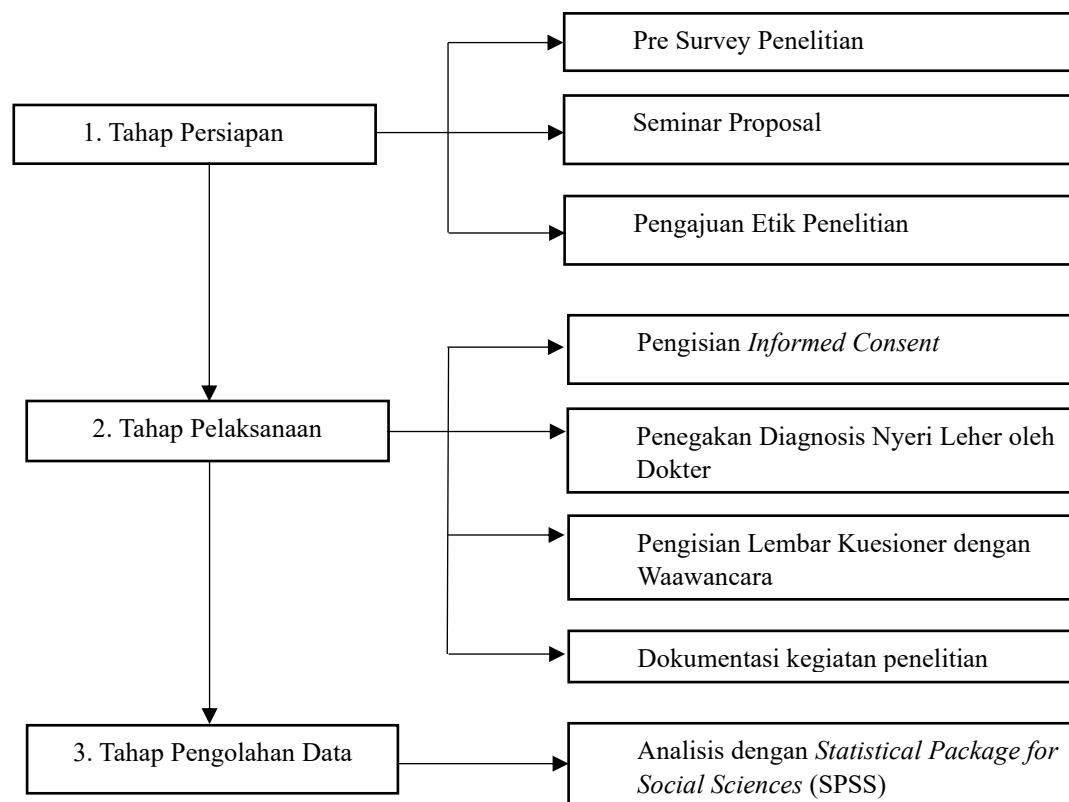 1. Tahap Persiapan
Pre Survey Penelitian
Seminar Proposal
Pengajuan Etik Penelitian
2. Tahap Pelaksanaan
Pengisian Informed Consent
Penegakan Diagnosis Nyeri Leher oleh
Dokter
Pengisian Lembar Kuesioner dengan
Waawancara
Dokumentasi kegiatan penelitian
3. Tahap Pengolahan Data
Analisis dengan Statistical Package for
Social Sciences (SPSS)